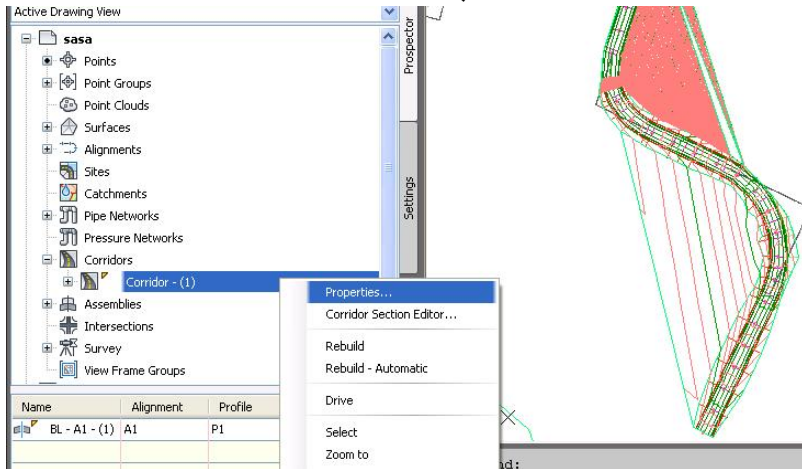 Active Drawing View
sasa
Points
Point Groups
Point Clouds
Surfaces
Alignments
Sites
Catchments
Pipe Networks
Pressure Networks
Corridors
Corridor - (1)
Assemblies
Intersections
Survey
View Frame Groups
Prospector
Settings
Properties...
Corridor Section Editor...
Rebuild
Rebuild - Automatic
Drive
Select
Zoom to
Name Alignment Profile
BL - A1 - (1) A1 P1
nd: